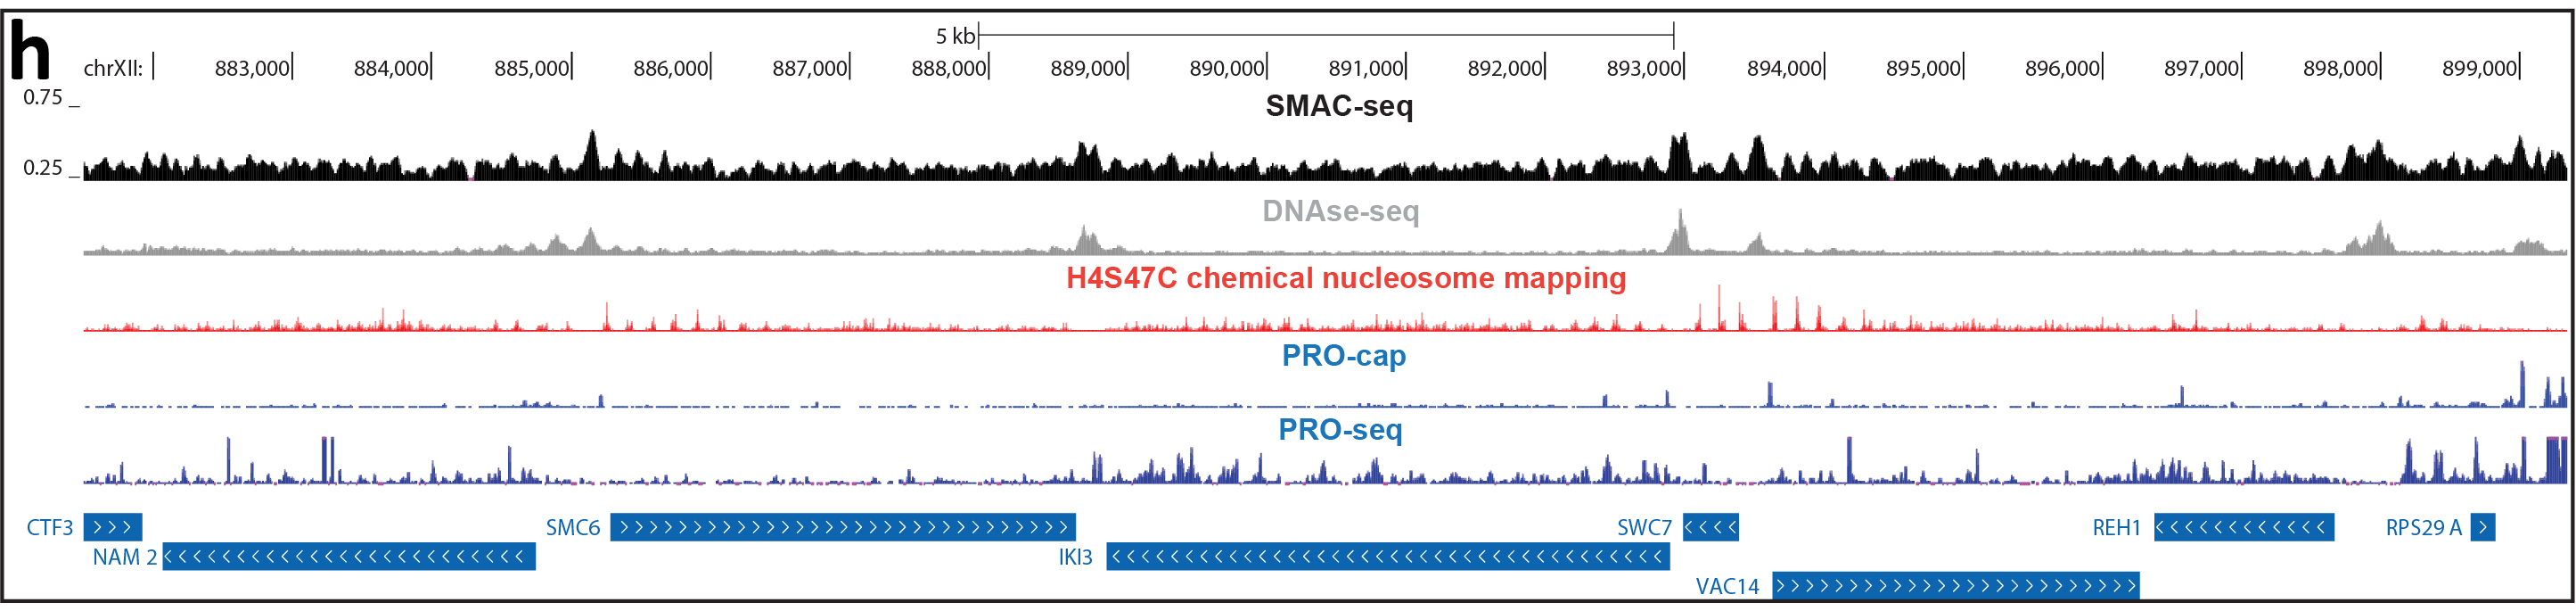 h
5 kb
chrXII: 883,000 884,000 885,000 886,000 887,000 888,000 889,000 890,000 891,000 892,000 893,000 894,000 895,000 896,000 897,000 898,000 899,000
0.75
SMAC-seq
0.25
DNAse-seq
H4S47C chemical nucleosome mapping
PRO-cap
PRO-seq
CTF3 SMC6 SWC7 REH1 RPS29 A
NAM 2 IKI3
VAC14